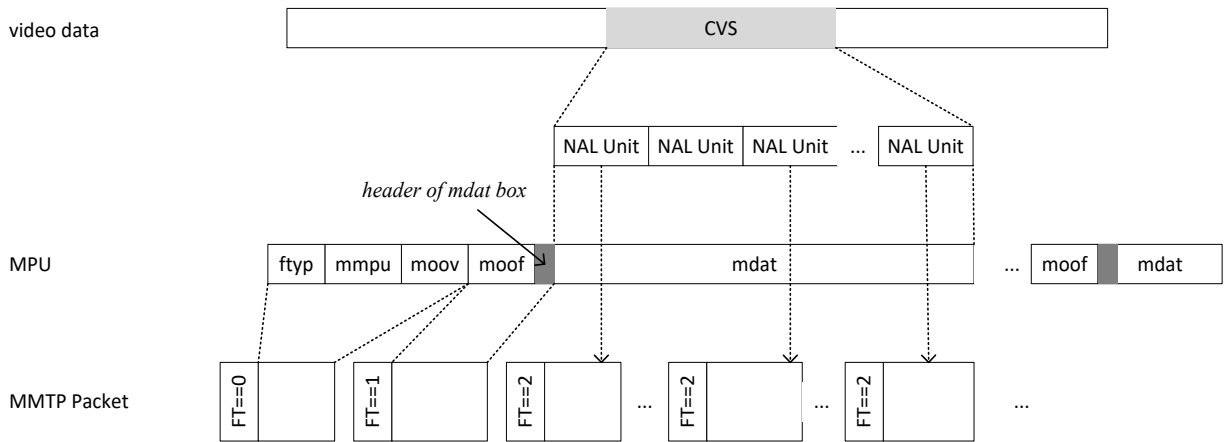 video data
CVS
NAL Unit NAL Unit NAL Unit ... NAL Unit
header of mdat box
MPU
ftyp mmpu moov moof mdat ... moof mdat
MMTP Packet
FT==0 FT==1 FT==2 ... FT==2 ... FT==2 ...